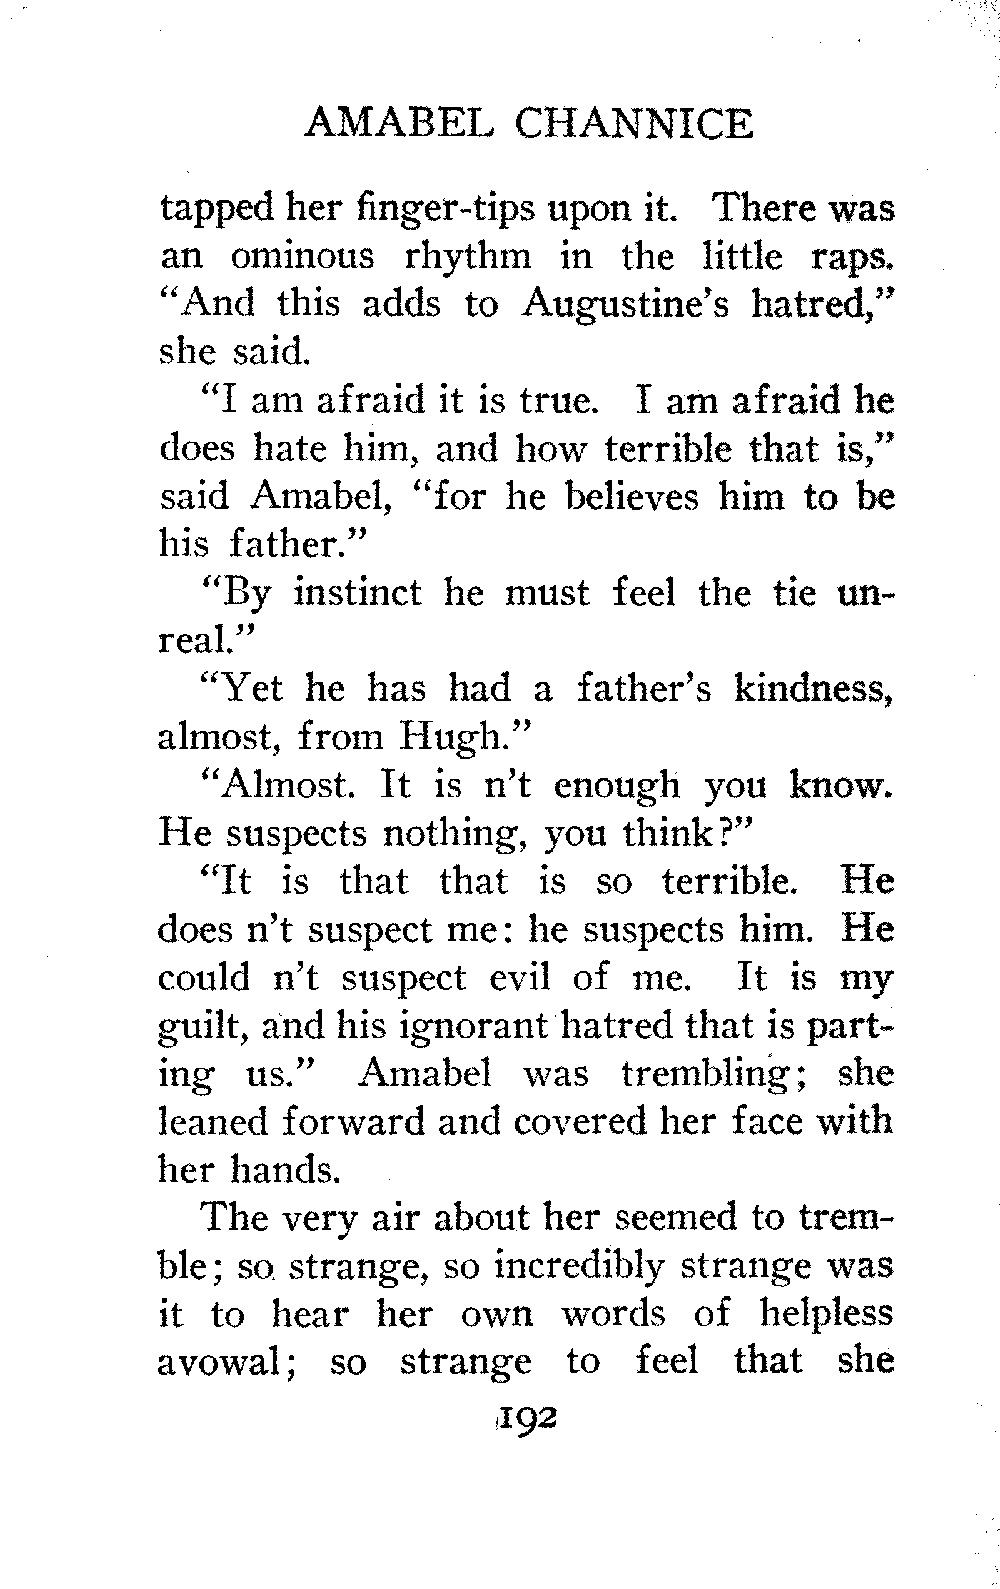 AMABEL CHANNICE
tapped her finger-tips upon it. There was
an ominous rhythm in the little raps.
“And this adds to Augustine’s hatred,”
she said.
“I am afraid it is true. I am afraid he
does hate him, and how terrible that is,”
said Amabel, “for he believes him to be
his father.”
“By instinct he must feel the tie un-
real.”
“Yet he has had a father’s kindness,
almost, from Hugh.”
“Almost. It is n’t enough you know.
He suspects nothing, you think?”
“It is that that is so terrible. He
does n’t suspect me: he suspects him. He
could n’t suspect evil of me. It is my
guilt, and his ignorant hatred that is part-
ing us.” Amabel was trembling; she
leaned forward and covered her face with
her hands.
The very air about her seemed to trem-
ble; so strange, so incredibly strange was
it to hear her own words of helpless
avowal; so strange to feel that she
192